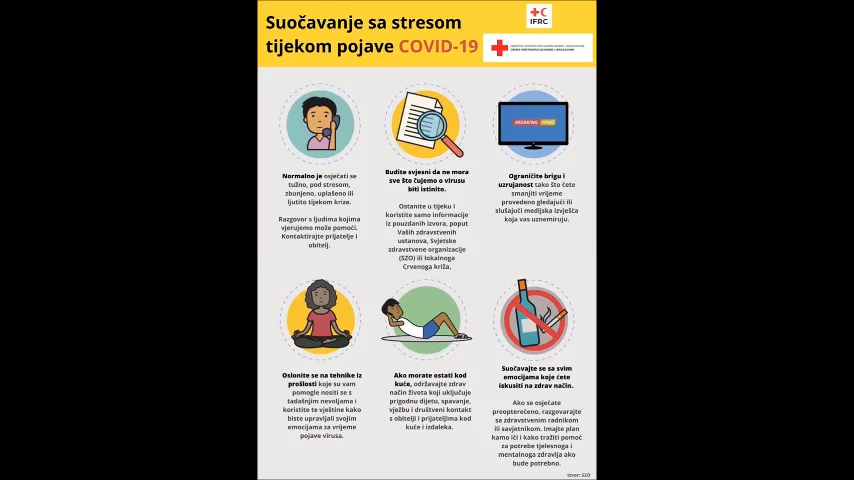 Suočavanje sa stresom
tijekom pojave COVID-19
IFRC
BREAKING NEWS
Normalno je osjećati se
tužno, pod stresom,
zbunjeno, uplašeno ili
ljutito tijekom krize.
Razgovor s ljudima kojima
vjerujemo može pomoći.
Kontaktirajte prijatelje i
obitelj.
Budite svjesni da ne mora
sve što čujemo o virusu
biti istinito.
Ostanite u tijeku i
koristite samo informacije
iz pouzdanih izvora, poput
Vaših zdravstvenih
ustanova, Svjetske
zdravstvene organizacije
(SZO) ili lokalnoga
Crvenoga križa.
Ograničite brigu i
uzrujanost tako što ćete
smanjiti vrijeme
provedeno gledajući ili
slušajući medijska izvješća
koja vas uznemiruju.
Oslonite se na tehnike iz
prošlosti koje su vam
pomogle nositi se s
tadašnjim nevoljama i
koristite te vještine kako
biste upravljali svojim
emocijama za vrijeme
pojave virusa.
Ako morate ostati kod
kuće, održavajte zdrav
način života koji uključuje
prigodnu dijetu, spavanje,
vježbu i društveni kontakt
s obitelji i prijateljima kod
kuće i izdaleka.
Suočavajte se sa svim
emocijama koje ćete
iskusiti na zdrav način.
Ako se osjećate
preopterećeno, razgovarajte
sa zdravstvenim radnikom
ili savjetnikom. Imajte plan
kamo ići i kako tražiti pomoć
za potrebe tjelesnoga i
mentalnoga zdravlja ako
bude potrebno.
Izvor: SZO